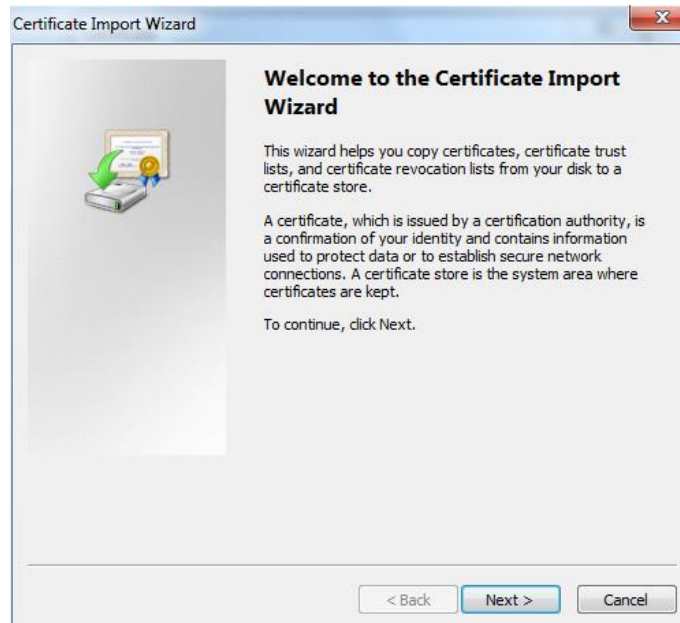 Certificate Import Wizard
Welcome to the Certificate Import
Wizard
This wizard helps you copy certificates, certificate trust
lists, and certificate revocation lists from your disk to a
certificate store.
A certificate, which is issued by a certification authority, is
a confirmation of your identity and contains information
used to protect data or to establish secure network
connections. A certificate store is the system area where
certificates are kept.
To continue, click Next.
< Back Next > Cancel